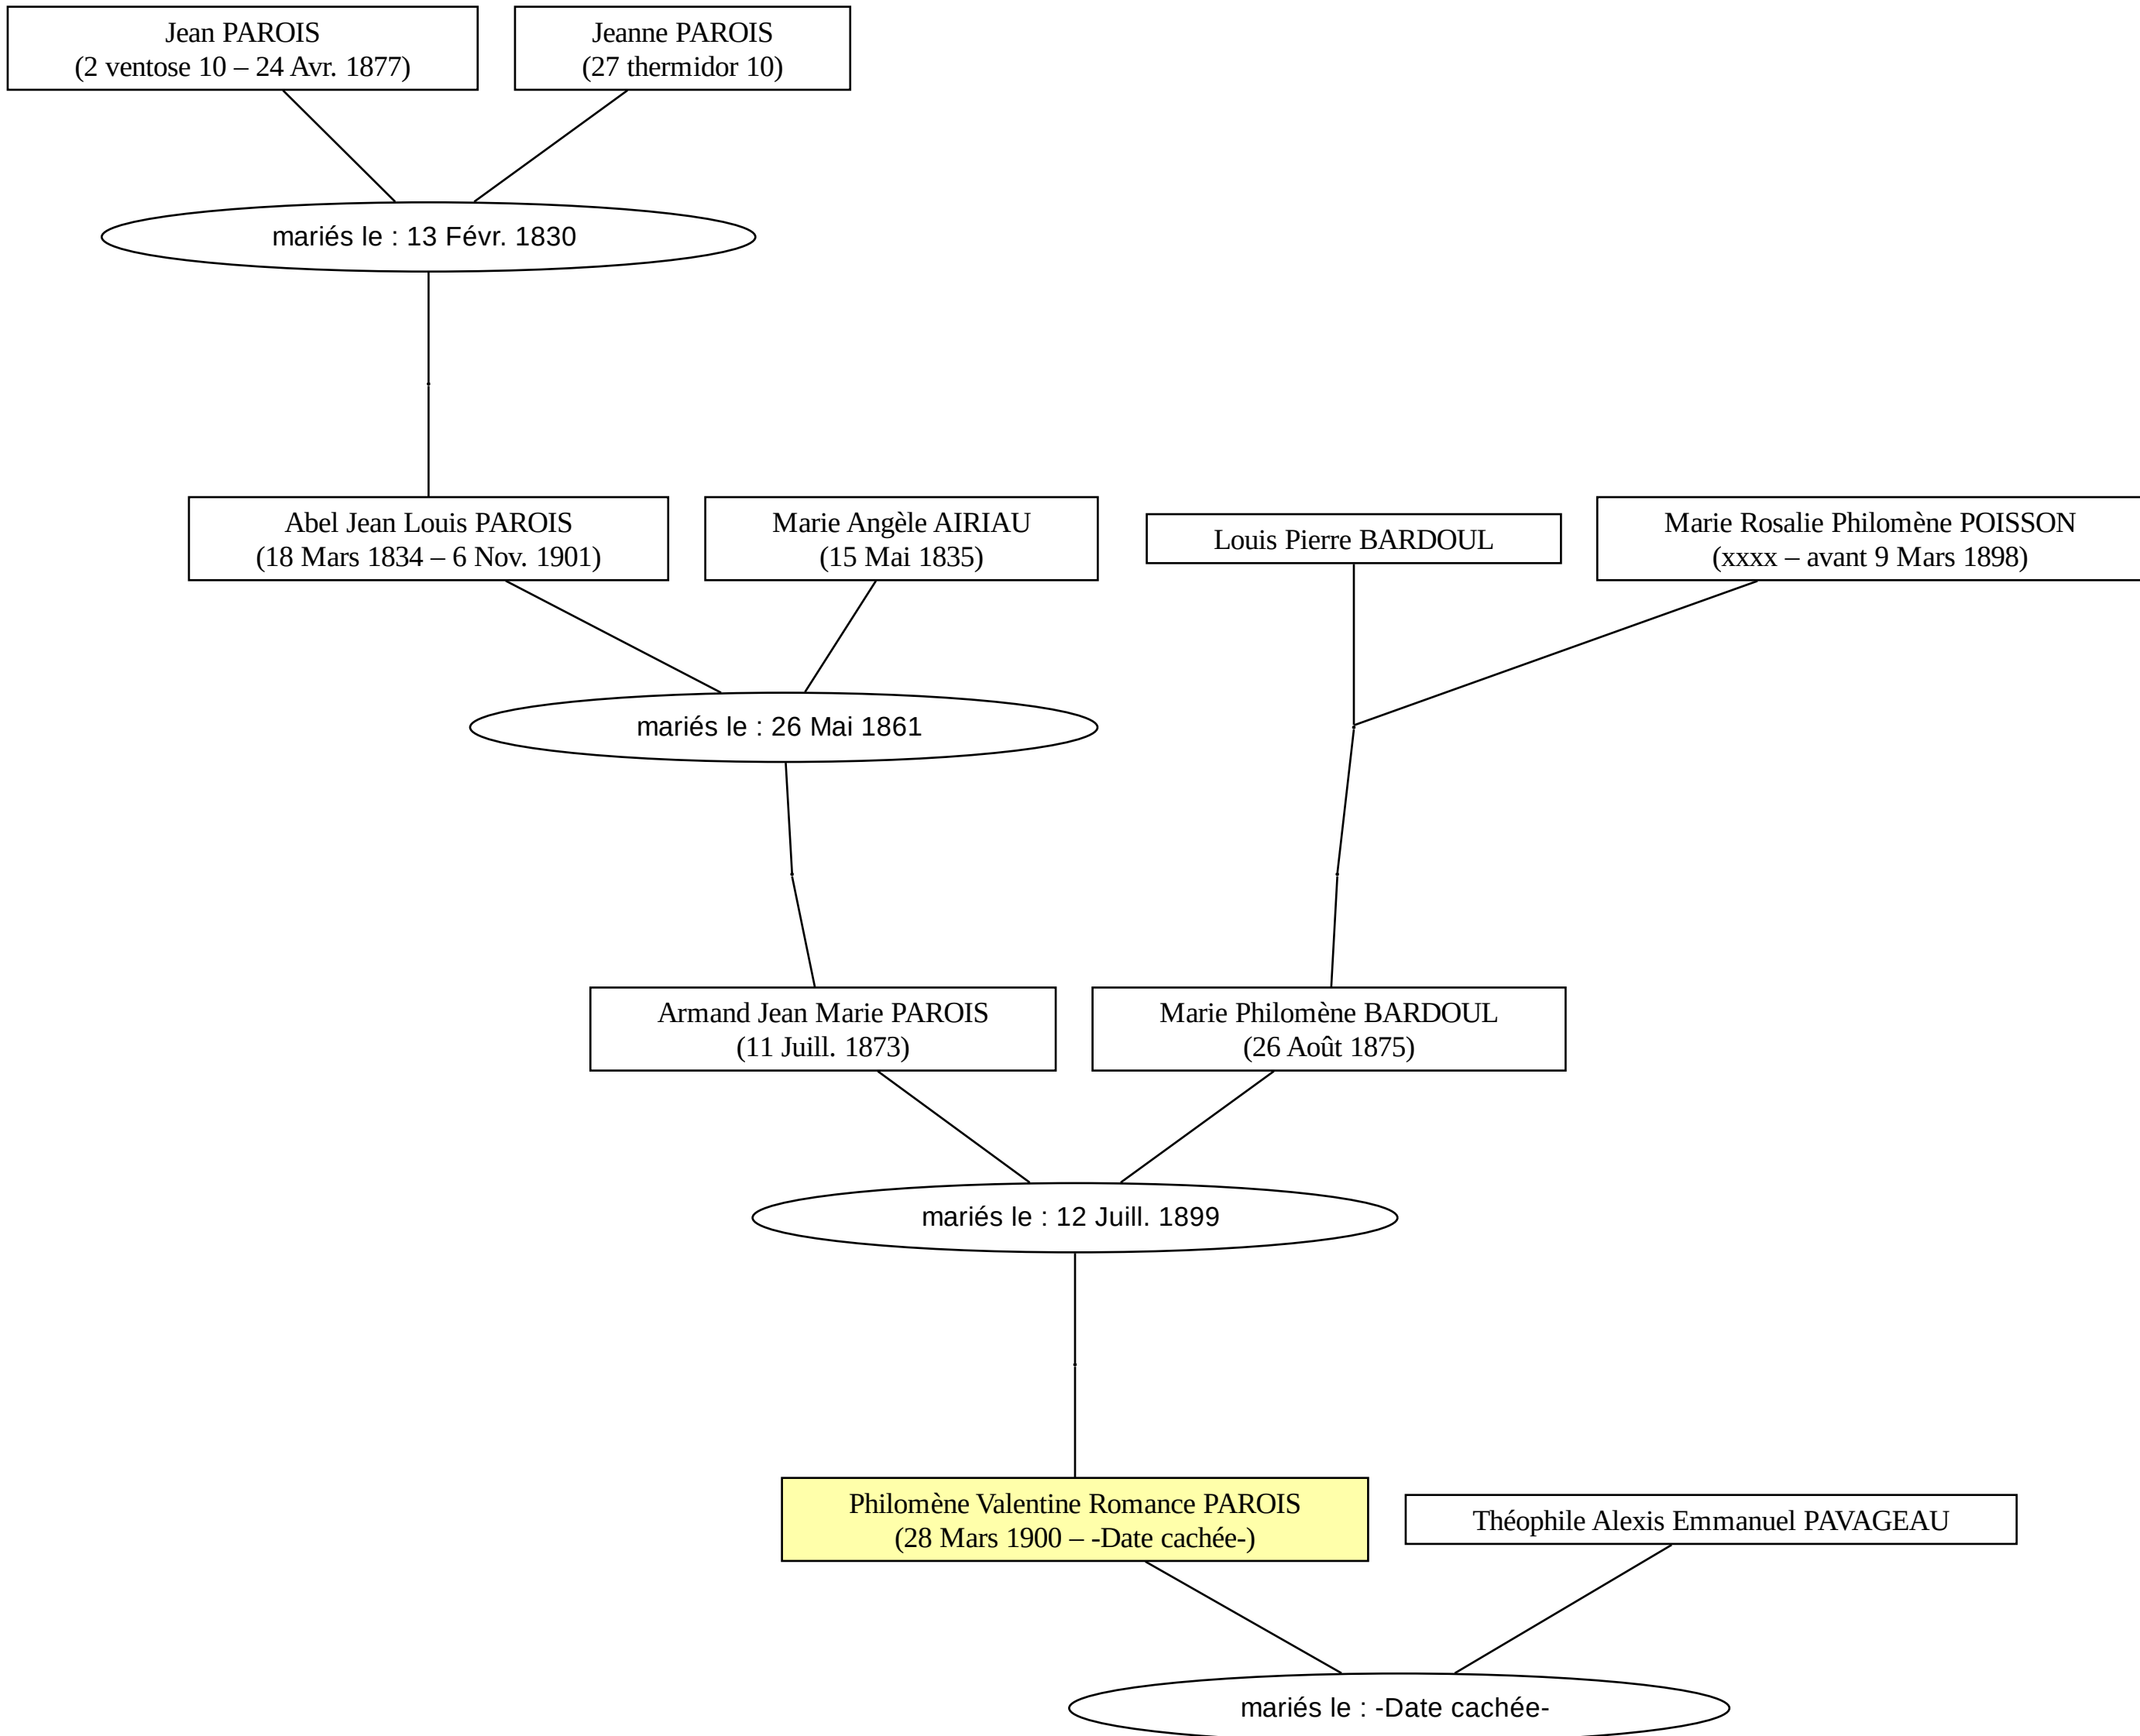 Jean PAROIS
(2 ventose 10 – 24 Avr. 1877)
Jeanne PAROIS
(27 thermidor 10)
mariés le : 13 Févr. 1830
Abel Jean Louis PAROIS
(18 Mars 1834 – 6 Nov. 1901)
Marie Angèle AIRIAU
(15 Mai 1835)
Louis Pierre BARDOUL
Marie Rosalie Philomène POISSON
(xxxx – avant 9 Mars 1898)
mariés le : 26 Mai 1861
Armand Jean Marie PAROIS
(11 Juill. 1873)
Marie Philomène BARDOUL
(26 Août 1875)
mariés le : 12 Juill. 1899
Philomène Valentine Romance PAROIS
(28 Mars 1900 – -Date cachée-)
Théophile Alexis Emmanuel PAVAGEAU
mariés le : -Date cachée-